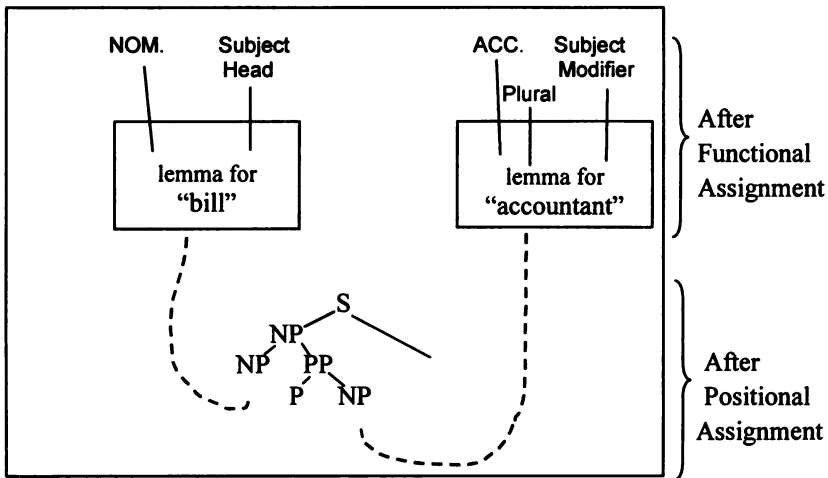 NOM.
Subject
Head
ACC.
Subject
Modifier
Plural
lemma for
"bill"
lemma for
"accountant"
After
Functional
Assignment
S
NP
NP PP
P NP
After
Positional
Assignment